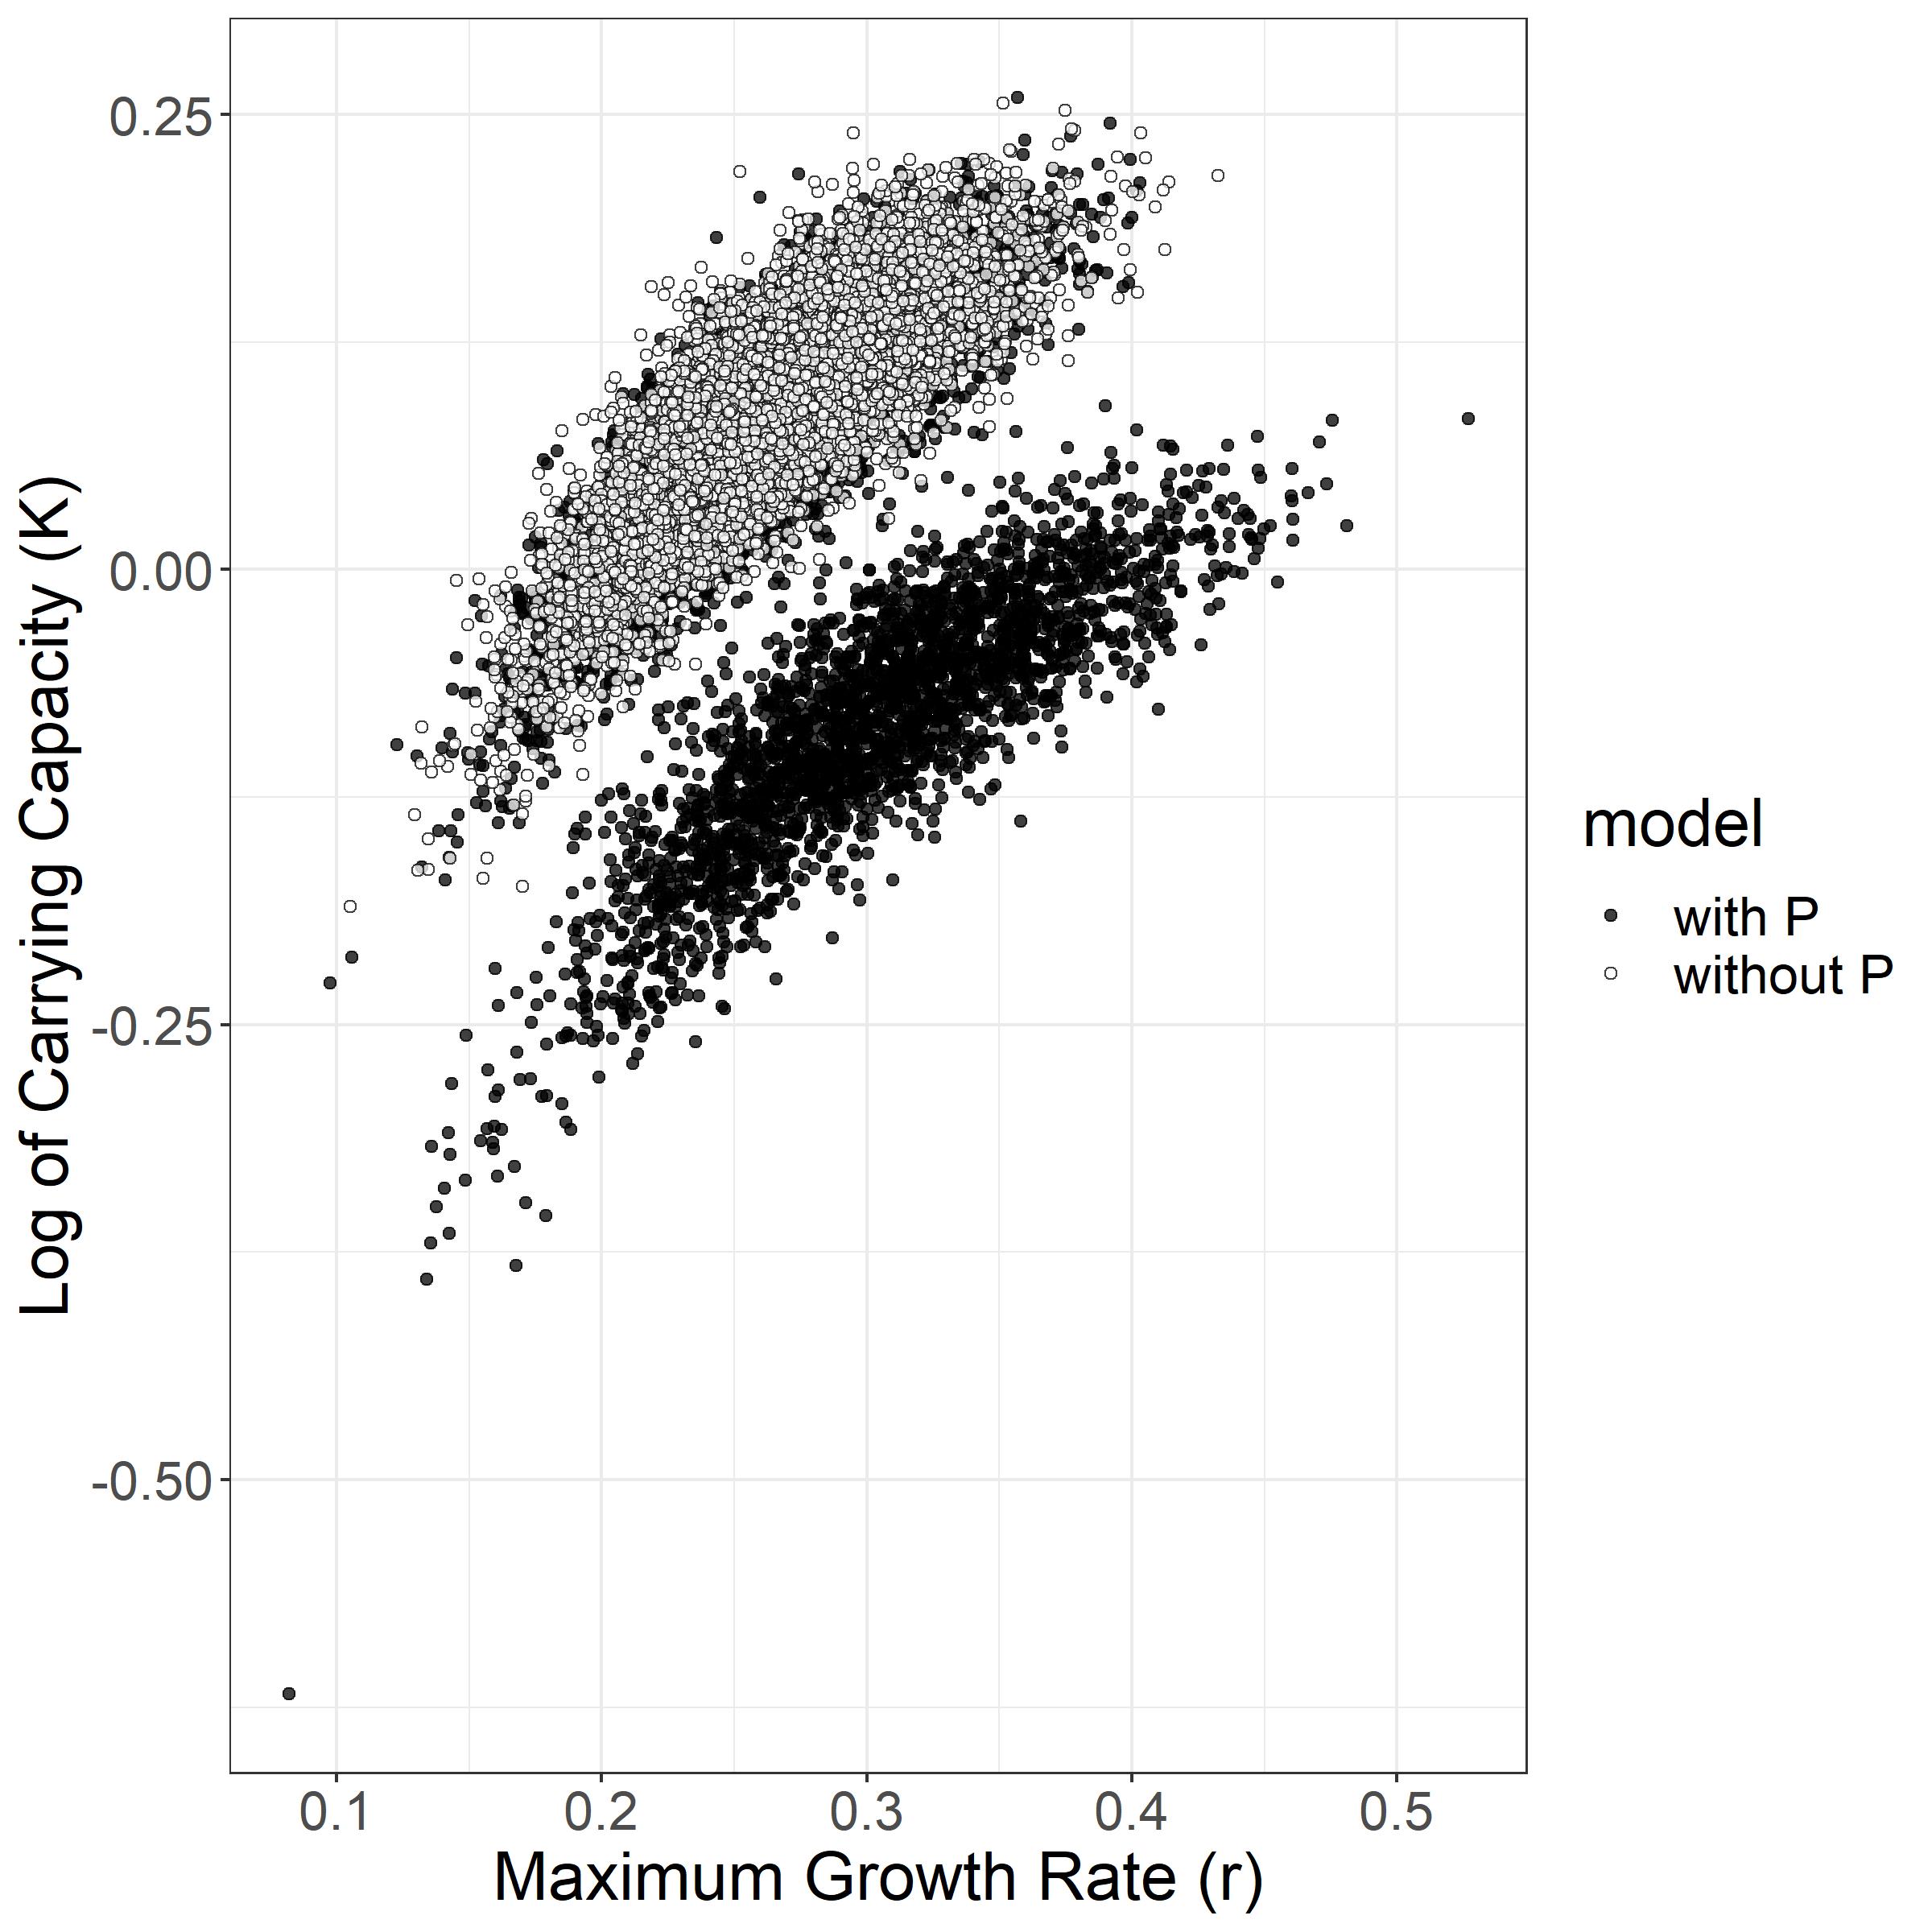 Log of Carrying Capacity (K)
0.25
0.00
-0.25
-0.50
0.1 0.2 0.3 0.4 0.5
Maximum Growth Rate (r)
model
with P
without P